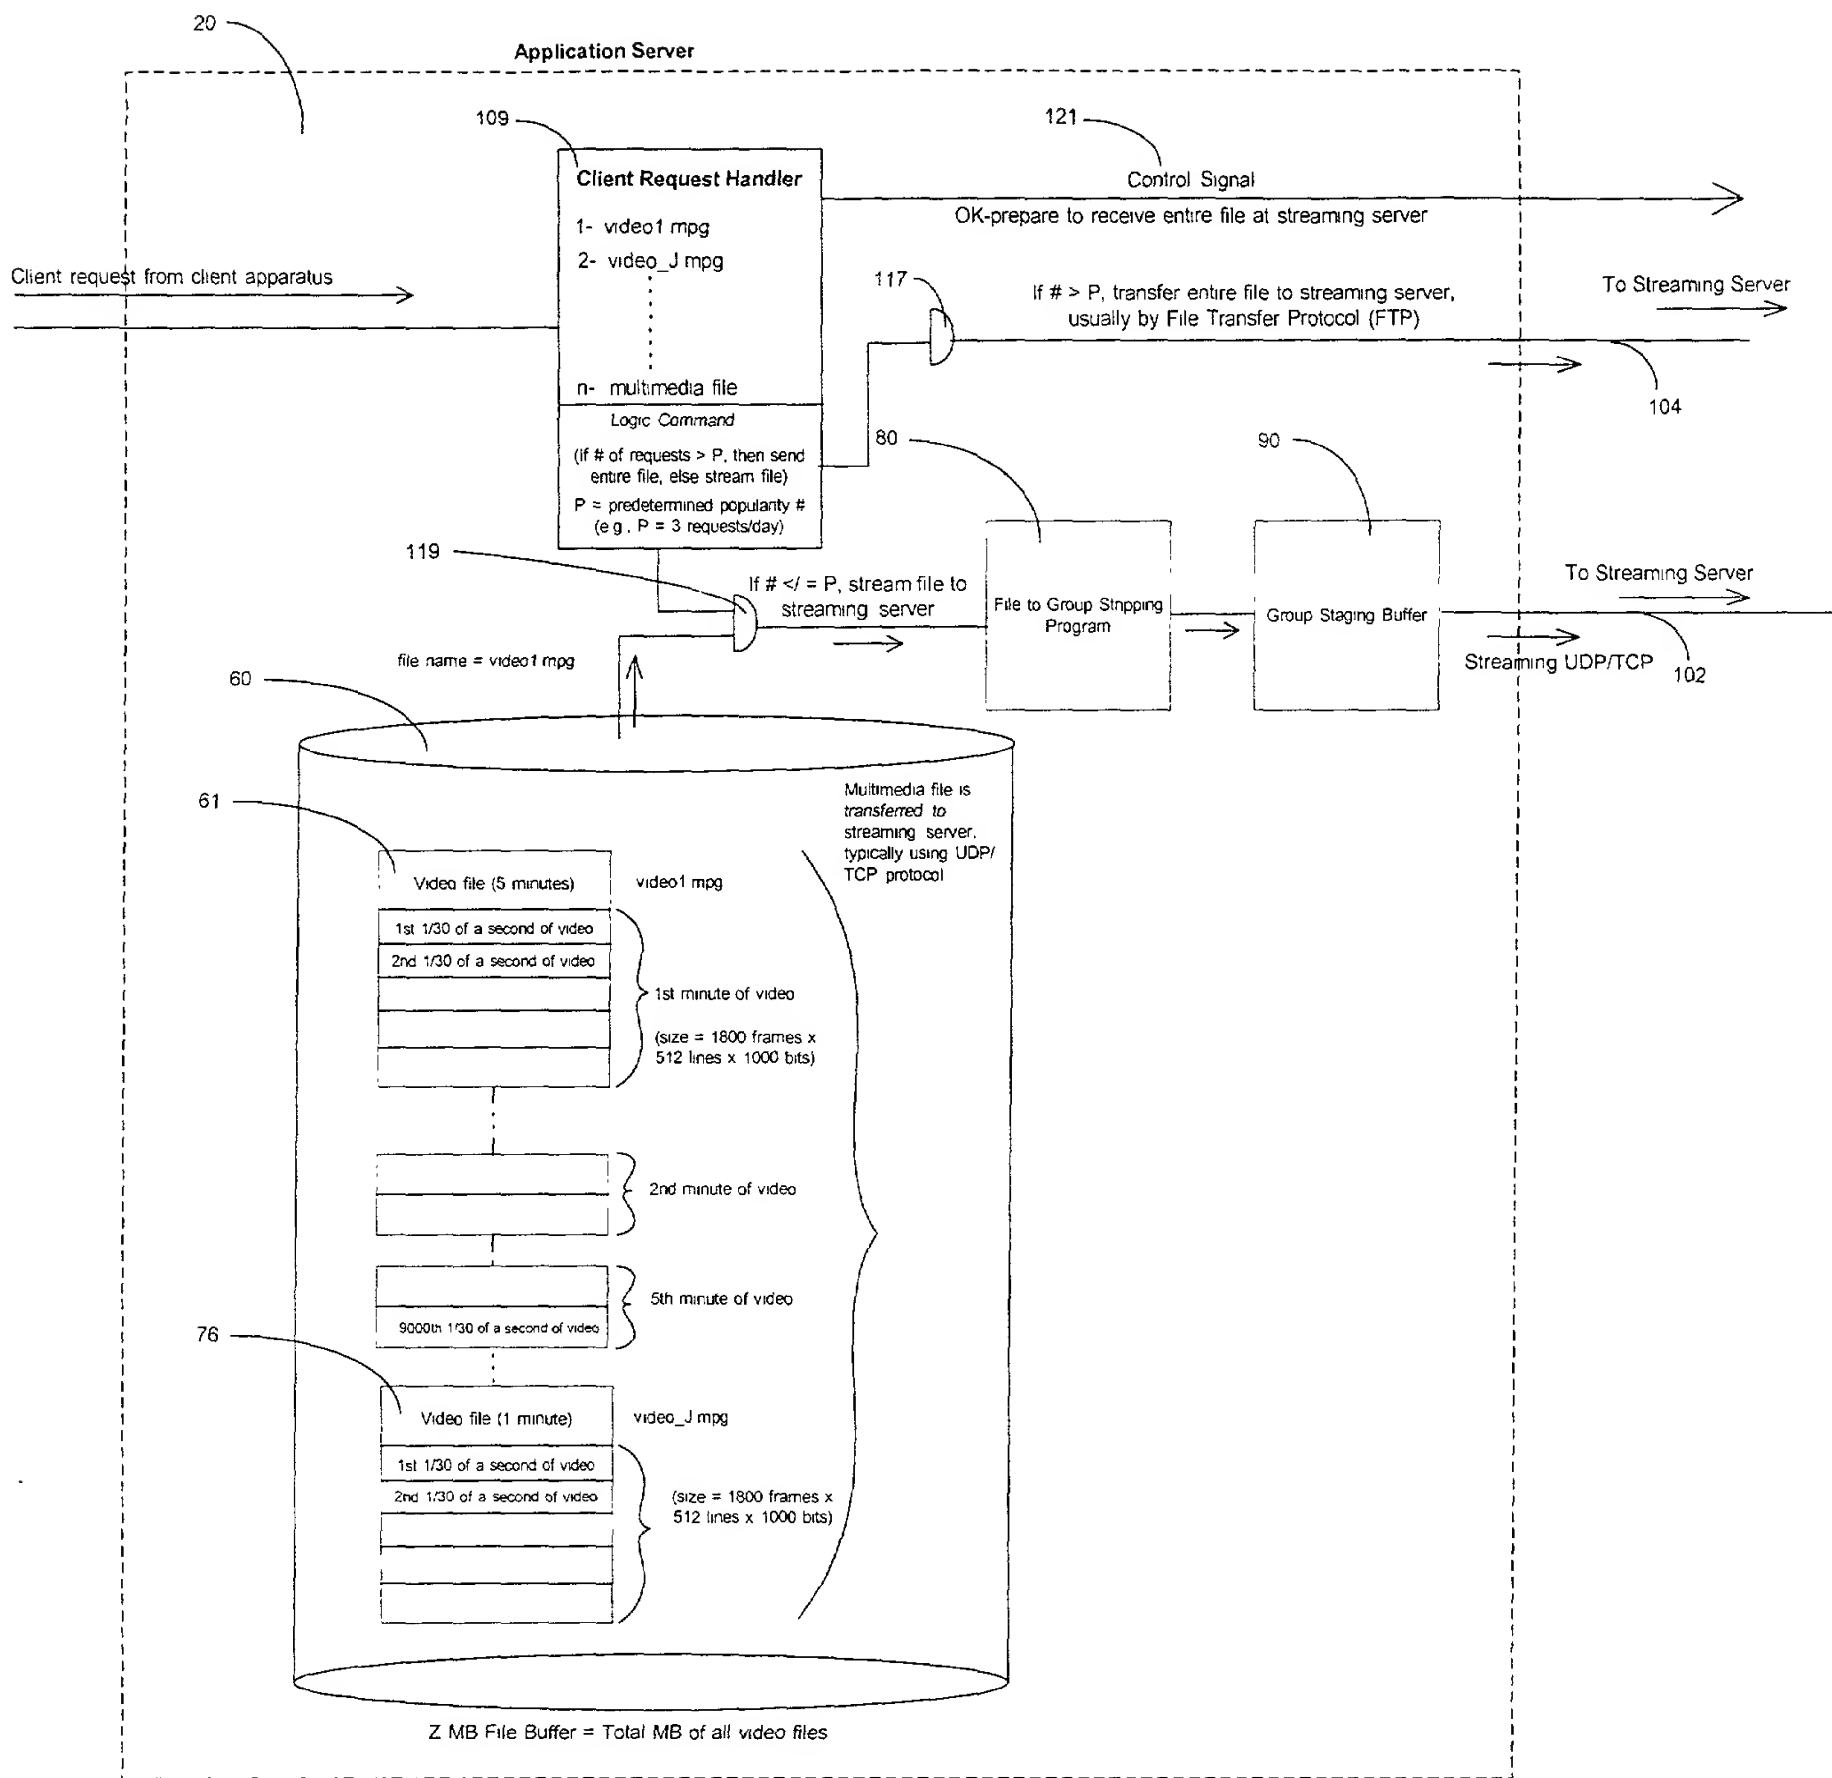 20
Application Server
109
121
Client Request Handler
1- video1 mpg
2- video_J mpg
n- multimedia file
Logic Command
(if # of requests > P, then send
entire file, else stream file)
P = predetermined popularity #
(e g , P = 3 requests/day)
Control Signal
OK-prepare to receive entire file at streaming server
Client request from client apparatus
117
If # > P, transfer entire file to streaming server,
usually by File Transfer Protocol (FTP)
To Streaming Server
104
80
90
119
If # </ = P, stream file to
streaming server
File to Group Stripping
Program
Group Staging Buffer
To Streaming Server
Streaming UDP/TCP
102
file name = video1 mpg
60
61
Multimedia file is
transferred to
streaming server,
typically using UDP/
TCP protocol
Video file (5 minutes)
video1 mpg
1st 1/30 of a second of video
2nd 1/30 of a second of video
1st minute of video
(size = 1800 frames x
512 lines x 1000 bits)
2nd minute of video
5th minute of video
9000th 1/30 of a second of video
76
Video file (1 minute)
video_J mpg
1st 1/30 of a second of video
2nd 1/30 of a second of video
(size = 1800 frames x
512 lines x 1000 bits)
Z MB File Buffer = Total MB of all video files